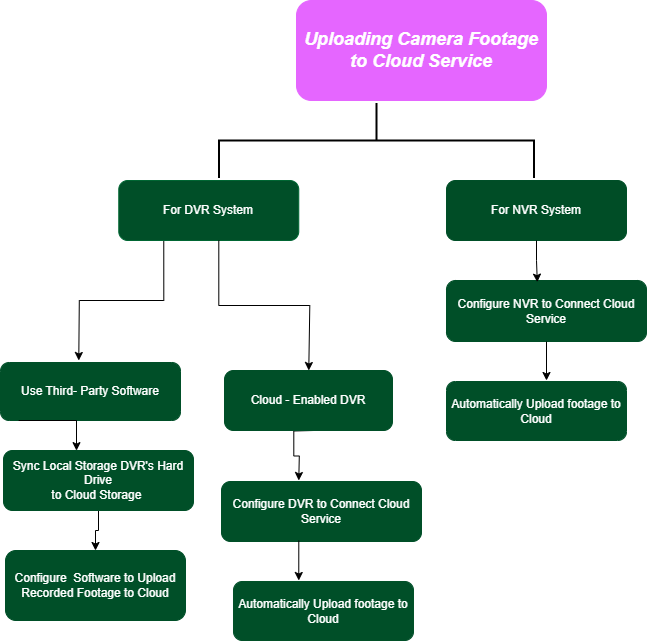 Uploading Camera Footage
to Cloud Service
For DVR System
For NVR System
Configure NVR to Connect Cloud
Service
Use Third- Party Software
Cloud - Enabled DVR
Automatically Upload footage to
Cloud
Sync Local Storage DVR's Hard
Drive
to Cloud Storage
Configure DVR to Connect Cloud
Service
Configure  Software to Upload
Recorded Footage to Cloud
Automatically Upload footage to
Cloud